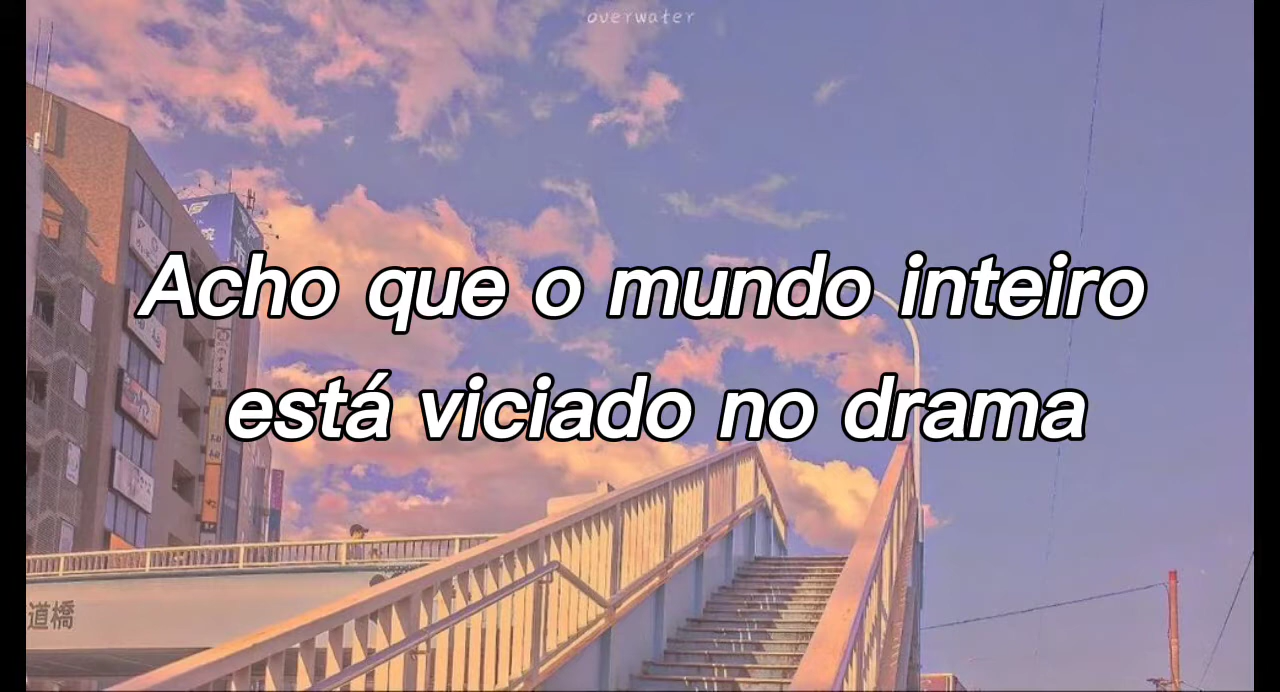 overwater
Acho que o mundo inteiro
está viciado no drama
道橋